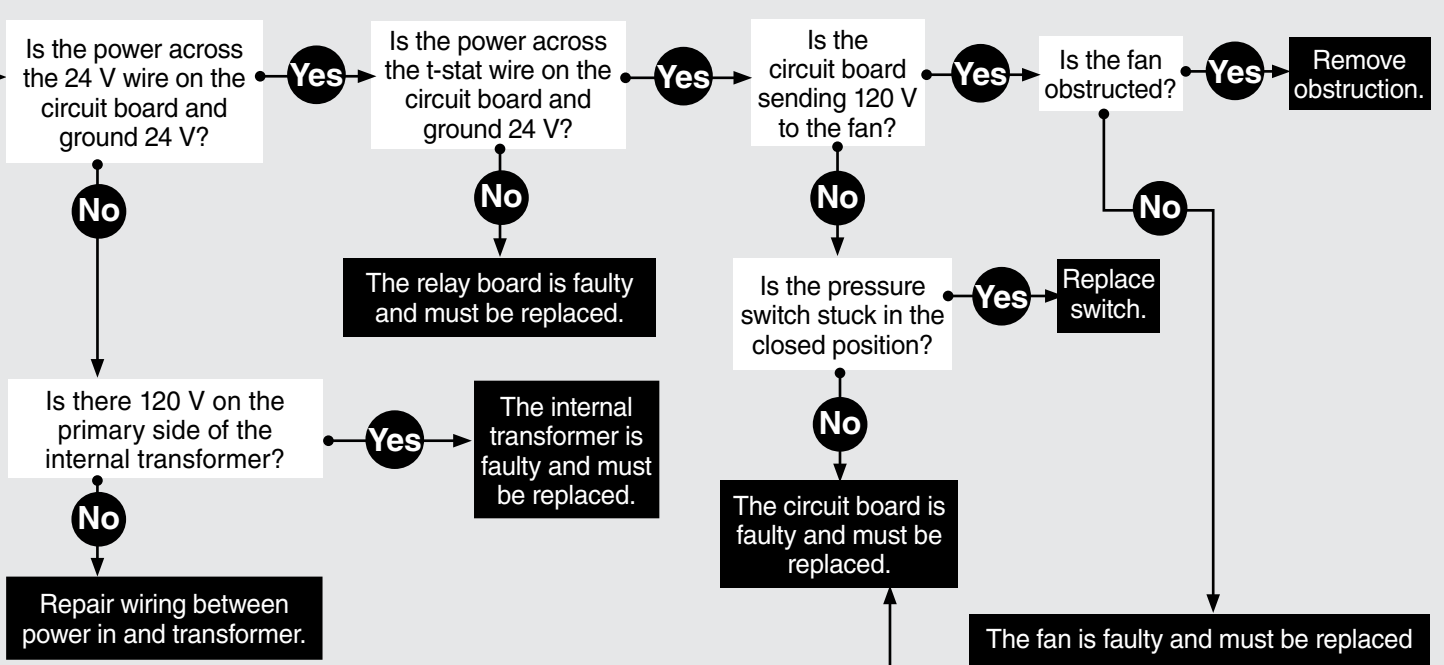 Is the power across
the 24 V wire on the
circuit board and
ground 24 V?
Yes
Is the power across
the t-stat wire on the
circuit board and
ground 24 V?
Yes
Is the
circuit board
sending 120 V
to the fan?
Yes
Is the fan
obstructed?
Yes
Remove
obstruction.
No
No
No
No
The relay board is faulty
and must be replaced.
Is the pressure
switch stuck in the
closed position?
Yes
Replace
switch.
Is there 120 V on the
primary side of the
internal transformer?
Yes
The internal
transformer is
faulty and must
be replaced.
No
No
The circuit board is
faulty and must be
replaced.
Repair wiring between
power in and transformer.
The fan is faulty and must be replaced